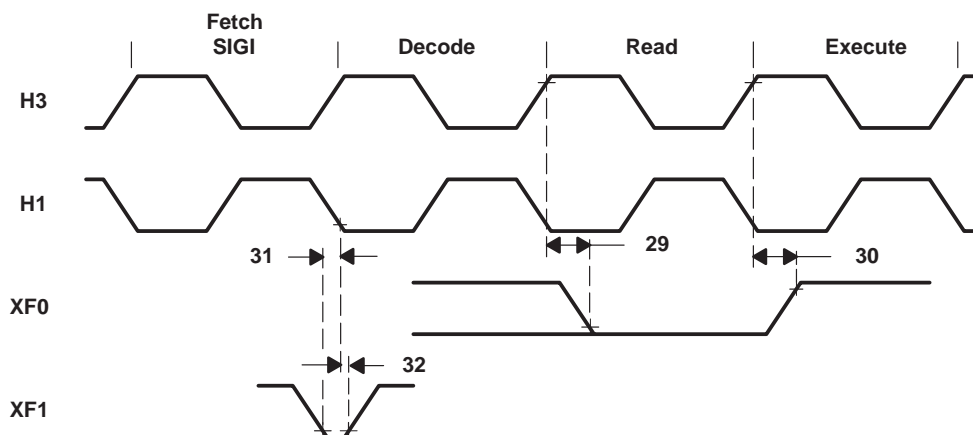 Fetch
SIGI
Decode
Read
Execute
H3
H1
31
29
30
XF0
32
XF1